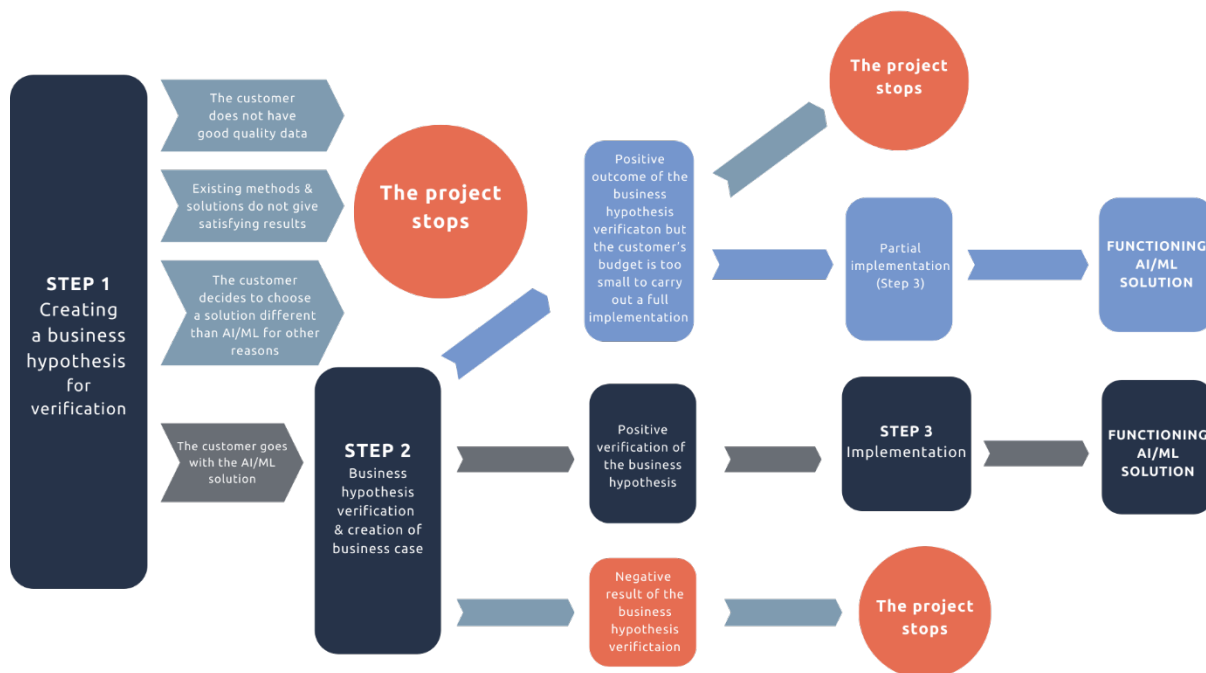 STEP 1
Creating
a business
hypothesis
for
verification
The customer
does not have
good quality data
Existing methods &
solutions do not give
satisfying results
The customer
decides to choose
a solution different
than AI/ML for other
reasons
The customer goes
with the AI/ML
solution
The project
stops
STEP 2
Business
hypothesis
verification
& creation of
business case
Positive
outcome of the
business
hypothesis
verificaton but
the customer's
budget is too
small to carry
out a full
implementation
The project
stops
Partial
implementation
(Step 3)
FUNCTIONING
AI/ML
SOLUTION
Positive
verification of
the business
hypothesis
STEP 3
Implementation
FUNCTIONING
AI/ML
SOLUTION
Negative
result of the
business
hypothesis
verifictaion
The project
stops